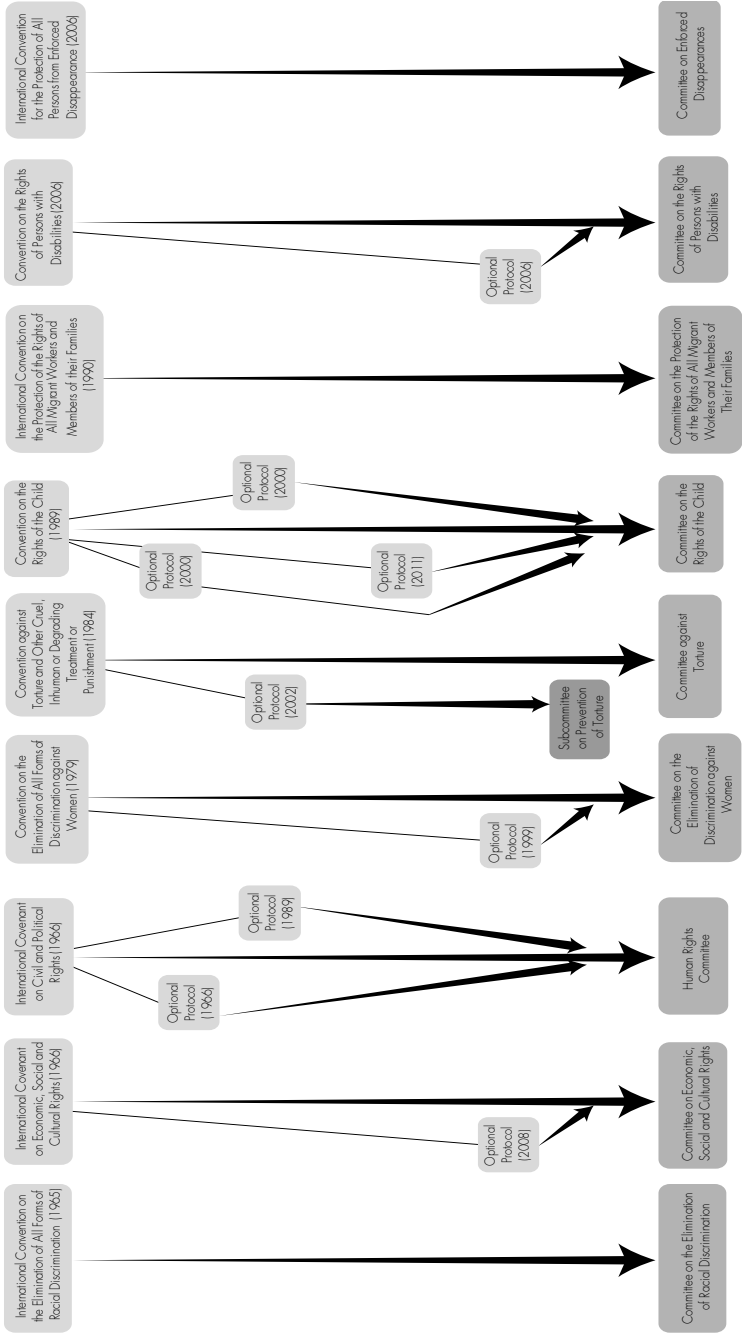 International Convention on
the Elimination of All Forms of
Racial Discrimination (1965)
International Covenant
on Economic, Social and
Cultural Rights (1966)
International Covenant
on Civil and Political
Rights (1966)
Convention on the
Elimination of All Forms of
Discrimination against
Women (1979)
Convention against
Torture and Other Cruel,
Inhuman or Degrading
Treatment or
Punishment (1984)
Convention on the
Rights of the Child
(1989)
International Convention on
the Protection of the Rights of
All Migrant Workers and
Members of their Families
(1990)
Convention on the Rights
of Persons with
Disabilities (2006)
International Convention
for the Protection of All
Persons from Enforced
Disappearance (2006)
Optional
Protocol
(2008)
Optional
Protocol
(1966)
Optional
Protocol
(1989)
Optional
Protocol
(1999)
Optional
Protocol
(2002)
Optional
Protocol
(2000)
Optional
Protocol
(2011)
Optional
Protocol
(2000)
Optional
Protocol
(2006)
Subcommittee
on Prevention
of Torture
Committee on the Elimination
of Racial Discrimination
Committee on Economic,
Social and Cultural Rights
Human Rights
Committee
Committee on the
Elimination of
Discrimination against
Women
Committee against
Torture
Committee on the
Rights of the Child
Committee on the Protection
of the Rights of All Migrant
Workers and Members of
Their Families
Committee on the Rights
of Persons with
Disabilities
Committee on Enforced
Disappearances